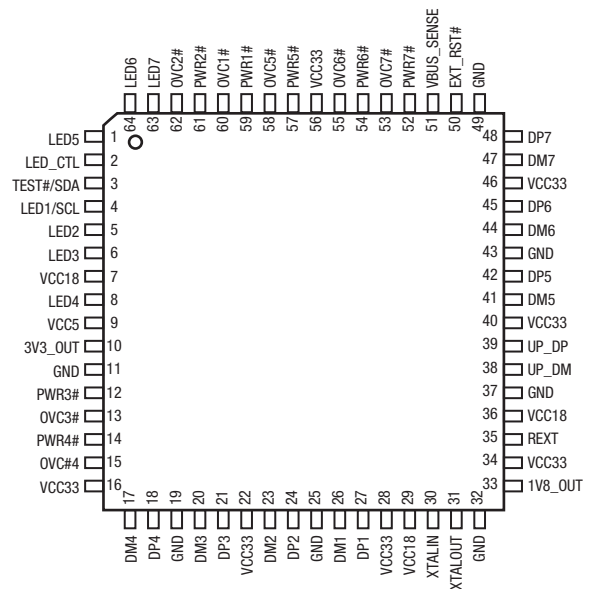 LED6
LED7
OVC2#
PWR2#
OVC1#
PWR1#
OVC5#
PWR5#
VCC33
OVC6#
PWR6#
OVC7#
PWR7#
VBUS_SENSE
EXT_RST#
GND
64
63
62
61
60
59
58
57
56
55
54
53
52
51
50
49
LED5 1
LED_CTL 2
TEST#/SDA 3
LED1/SCL 4
LED2 5
LED3 6
VCC18 7
LED4 8
VCC5 9
3V3_OUT 10
GND 11
PWR3# 12
OVC3# 13
PWR4# 14
OVC#4 15
VCC33 16
48 DP7
47 DM7
46 VCC33
45 DP6
44 DM6
43 GND
42 DP5
41 DM5
40 VCC33
39 UP_DP
38 UP_DM
37 GND
36 VCC18
35 REXT
34 VCC33
33 1V8_OUT
17
18
19
20
21
22
23
24
25
26
27
28
29
30
31
32
DM4
DP4
GND
DM3
DP3
VCC33
DM2
DP2
GND
DM1
DP1
VCC33
VCC18
XTALIN
XTALOUT
GND